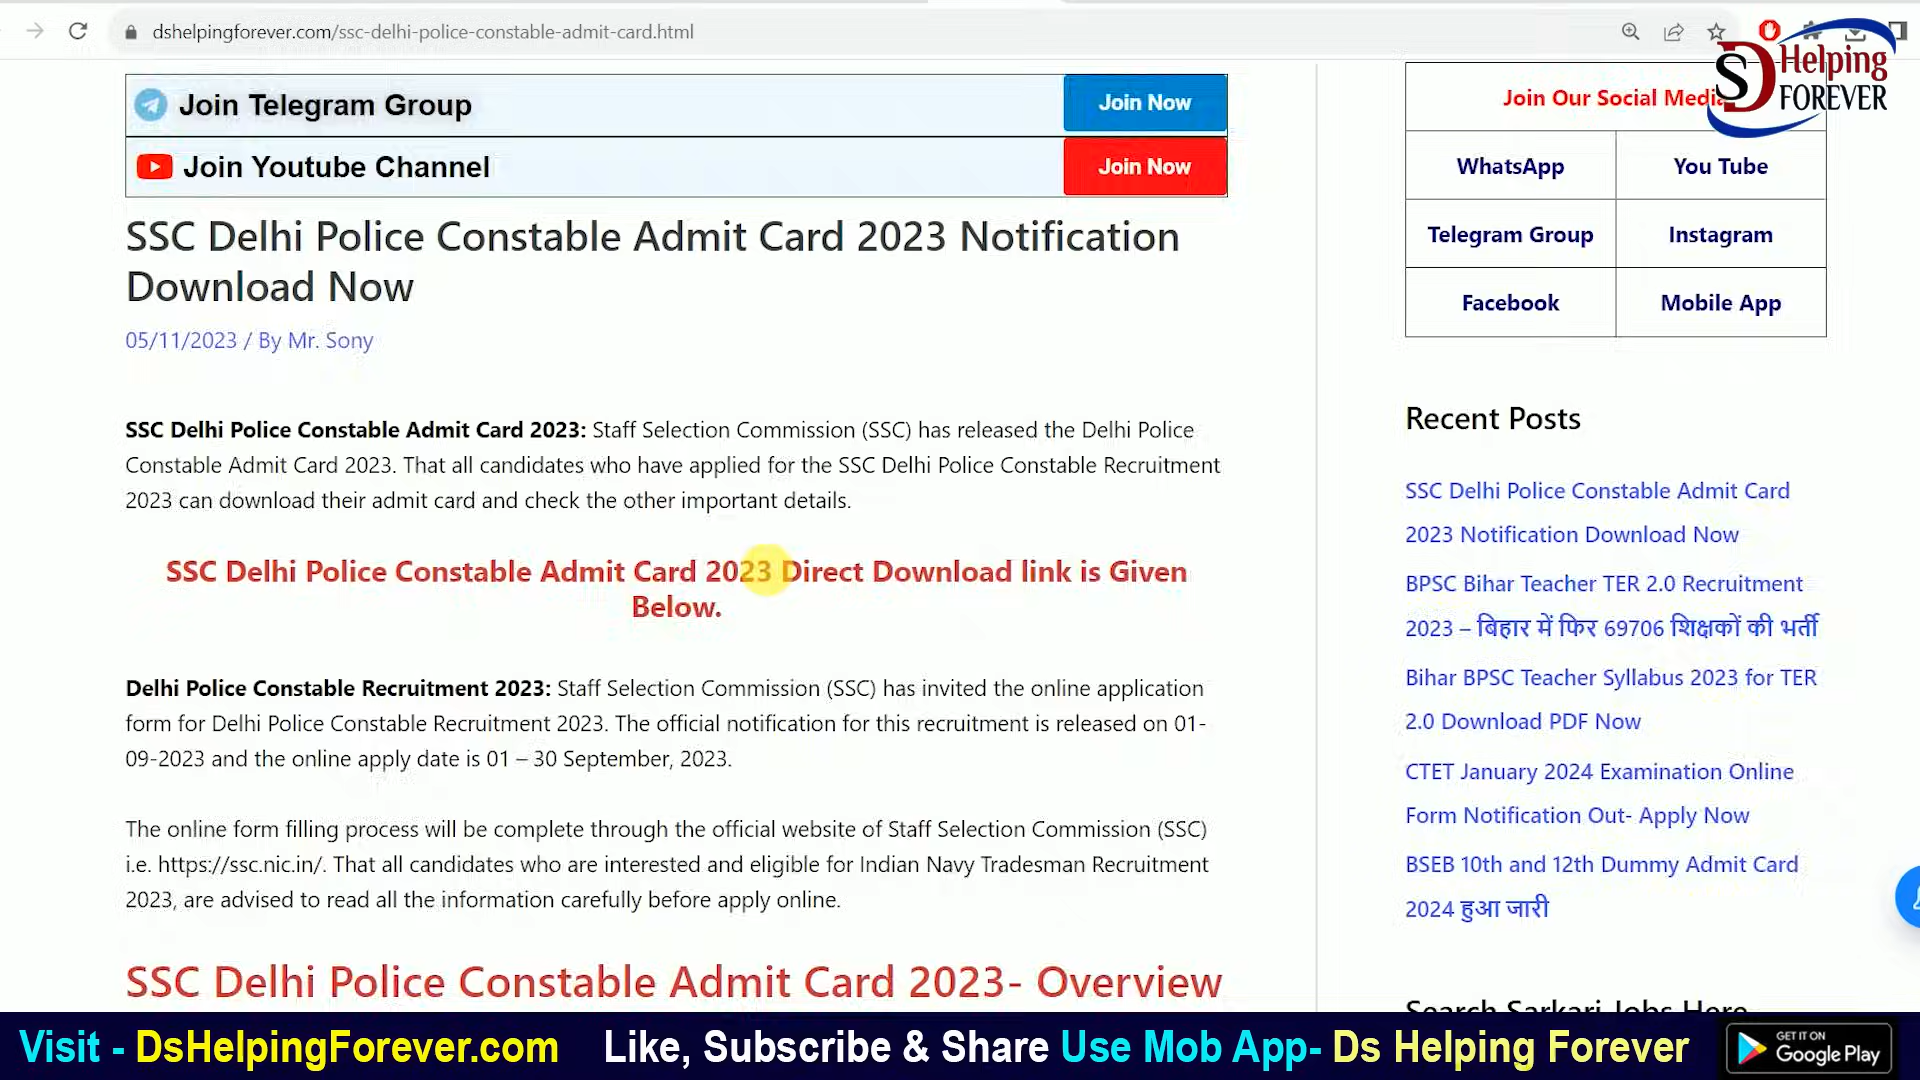 dshelpingforever.com/ssc-delhi-police-constable-admit-card.html
Join Telegram Group
Join Now
Join Youtube Channel
Join Now
SSC Delhi Police Constable Admit Card 2023 Notification
Download Now
05/11/2023 / By Mr. Sony
SSC Delhi Police Constable Admit Card 2023: Staff Selection Commission (SSC) has released the Delhi Police
Constable Admit Card 2023. That all candidates who have applied for the SSC Delhi Police Constable Recruitment
2023 can download their admit card and check the other important details.
SSC Delhi Police Constable Admit Card 2023 Direct Download link is Given
Below.
Delhi Police Constable Recruitment 2023: Staff Selection Commission (SSC) has invited the online application
form for Delhi Police Constable Recruitment 2023. The official notification for this recruitment is released on 01-
09-2023 and the online apply date is 01 – 30 September, 2023.
The online form filling process will be complete through the official website of Staff Selection Commission (SSC)
i.e. https://ssc.nic.in/. That all candidates who are interested and eligible for Indian Navy Tradesman Recruitment
2023, are advised to read all the information carefully before apply online.
SSC Delhi Police Constable Admit Card 2023- Overview
SD Helping
FOREVER
Join Our Social Media
WhatsApp
You Tube
Telegram Group
Instagram
Facebook
Mobile App
Recent Posts
SSC Delhi Police Constable Admit Card
2023 Notification Download Now
BPSC Bihar Teacher TER 2.0 Recruitment
2023 – बिहार में फिर 69706 शिक्षकों की भर्ती
Bihar BPSC Teacher Syllabus 2023 for TER
2.0 Download PDF Now
CTET January 2024 Examination Online
Form Notification Out- Apply Now
BSEB 10th and 12th Dummy Admit Card
2024 हुआ जारी
Search Sarkari Jobs Here
Visit - DsHelpingForever.com Like, Subscribe & Share Use Mob App- Ds Helping Forever
GET IT ON
Google Play